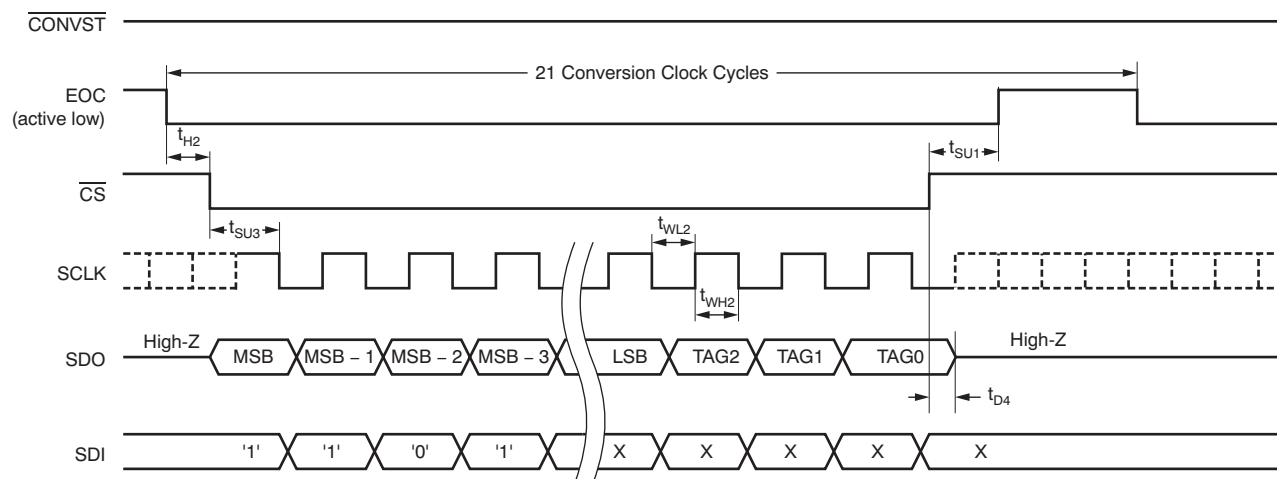 CONVST
21 Conversion Clock Cycles
EOC
(active low)
tH2
tSU1
CS
tSU3
tWL2
SCLK
tWH2
High-Z
High-Z
SDO
MSB
MSB – 1
MSB – 2
MSB – 3
LSB
TAG2
TAG1
TAG0
tD4
SDI
'1'
'1'
'0'
'1'
X
X
X
X
X